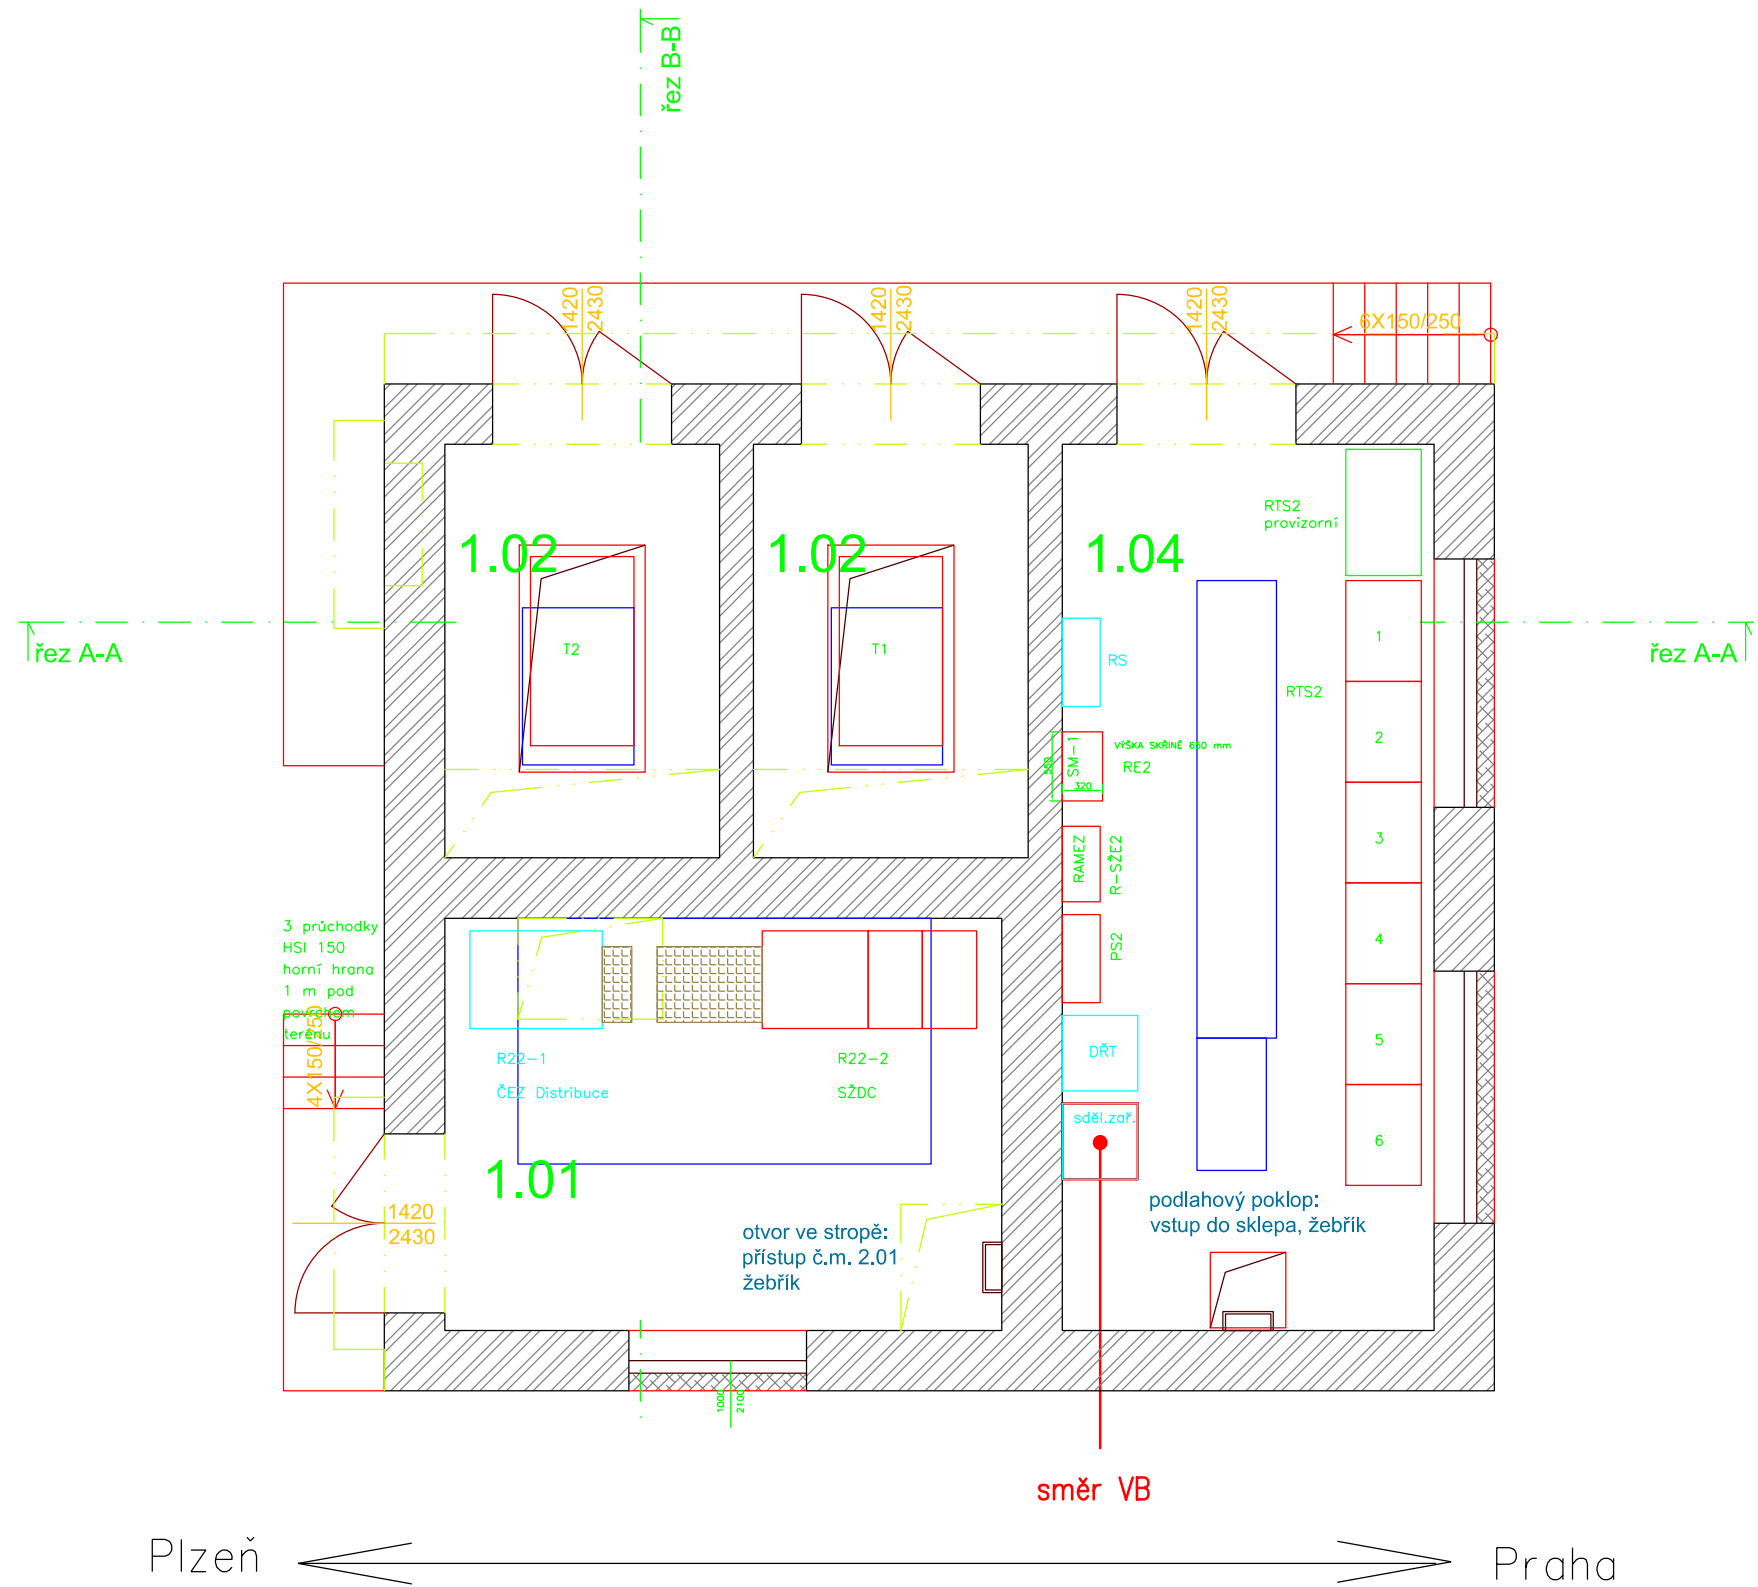 řez B-B
1420
2430
1420
2430
1420
2430
6X150/250
RTS2
provizorní
1.02
1.02
1.04
řez A-A
T2
T1
RS
1
řez A-A
RTS2
SM-1
550
320
VÝŠKA SKŘÍNĚ 680 mm
RE2
2
RAMEZ
R-SŽE2
3
3 průchodky
HSI 150
horní hrana
1 m pod
povrchem
terénu
4X150/250
PS2
4
R22-1
ČEZ Distribuce
R22-2
SŽDC
DŘT
5
sděl.zař.
6
1.01
1420
2430
otvor ve stropě:
přístup č.m. 2.01
žebřík
podlahový poklop:
vstup do sklepa, žebřík
1000
2100
směr VB
Plzeň
Praha